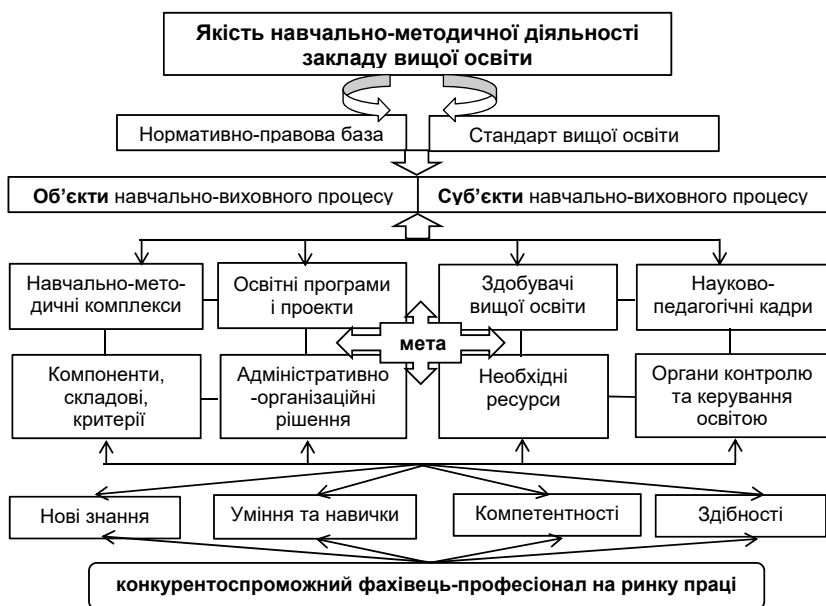 Якість навчально-методичної діяльності
закладу вищої освіти
Нормативно-правова база
Стандарт вищої освіти
Об’єкти навчально-виховного процесу
Суб’єкти навчально-виховного процесу
Навчально-мето-
дичні комплекси
Освітні програми
і проекти
Здобувачі
вищої освіти
Науково-
педагогічні кадри
мета
Компоненти,
складові,
критерії
Адміністративно
-організаційні
рішення
Необхідні
ресурси
Органи контролю
та керування
освітою
Нові знання
Уміння та навички
Компетентності
Здібності
конкурентоспроможний фахівець-професіонал на ринку праці